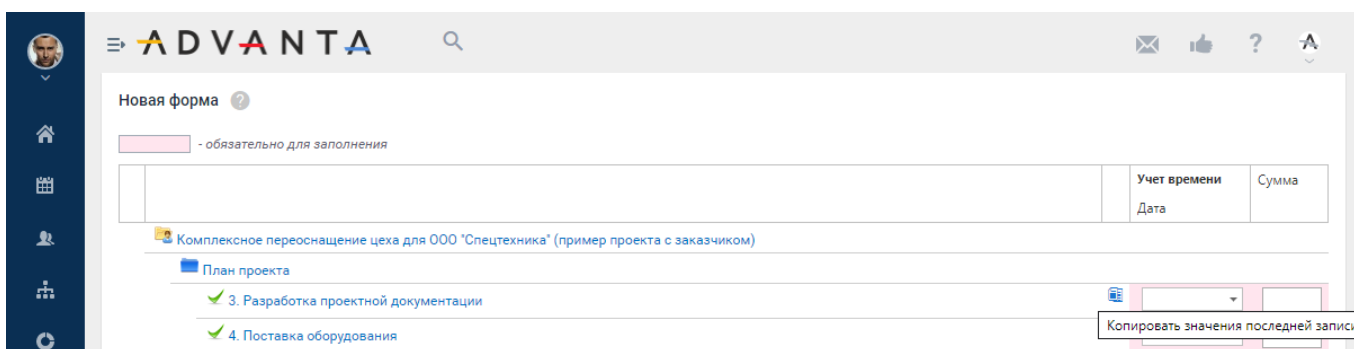 ADVANTA
Новая форма ?
- обязательно для заполнения
Учет времени Сумма
Дата
Комплексное переоснащение цеха для ООО "Спецтехника" (пример проекта с заказчиком)
План проекта
3. Разработка проектной документации
4. Поставка оборудования
Копировать значения последней записи